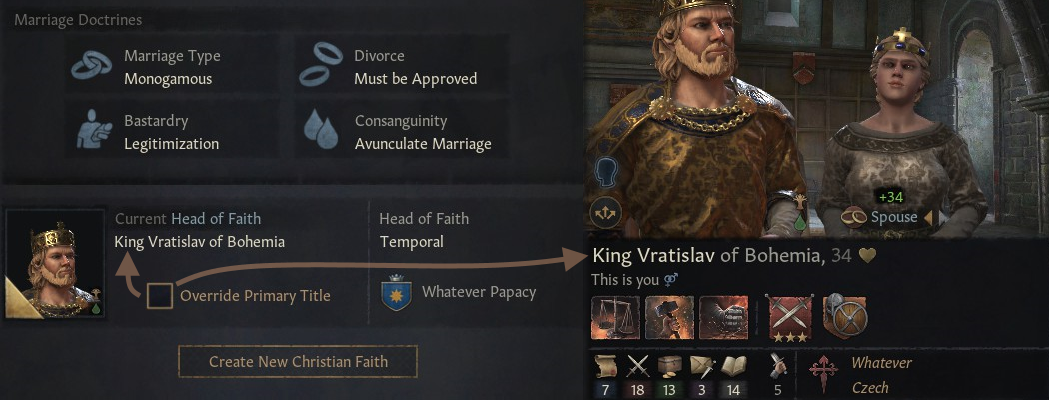 Marriage Doctrines
Marriage Type
Monogamous
Divorce
Must be Approved
Bastardry
Legitimization
Consanguinity
Avunculate Marriage
Current Head of Faith
King Vratislav of Bohemia
Override Primary Title
Head of Faith
Temporal
Whatever Papacy
Create New Christian Faith
+34
Spouse
King Vratislav of Bohemia, 34
This is you
7 18 13 3 14 5
Whatever
Czech